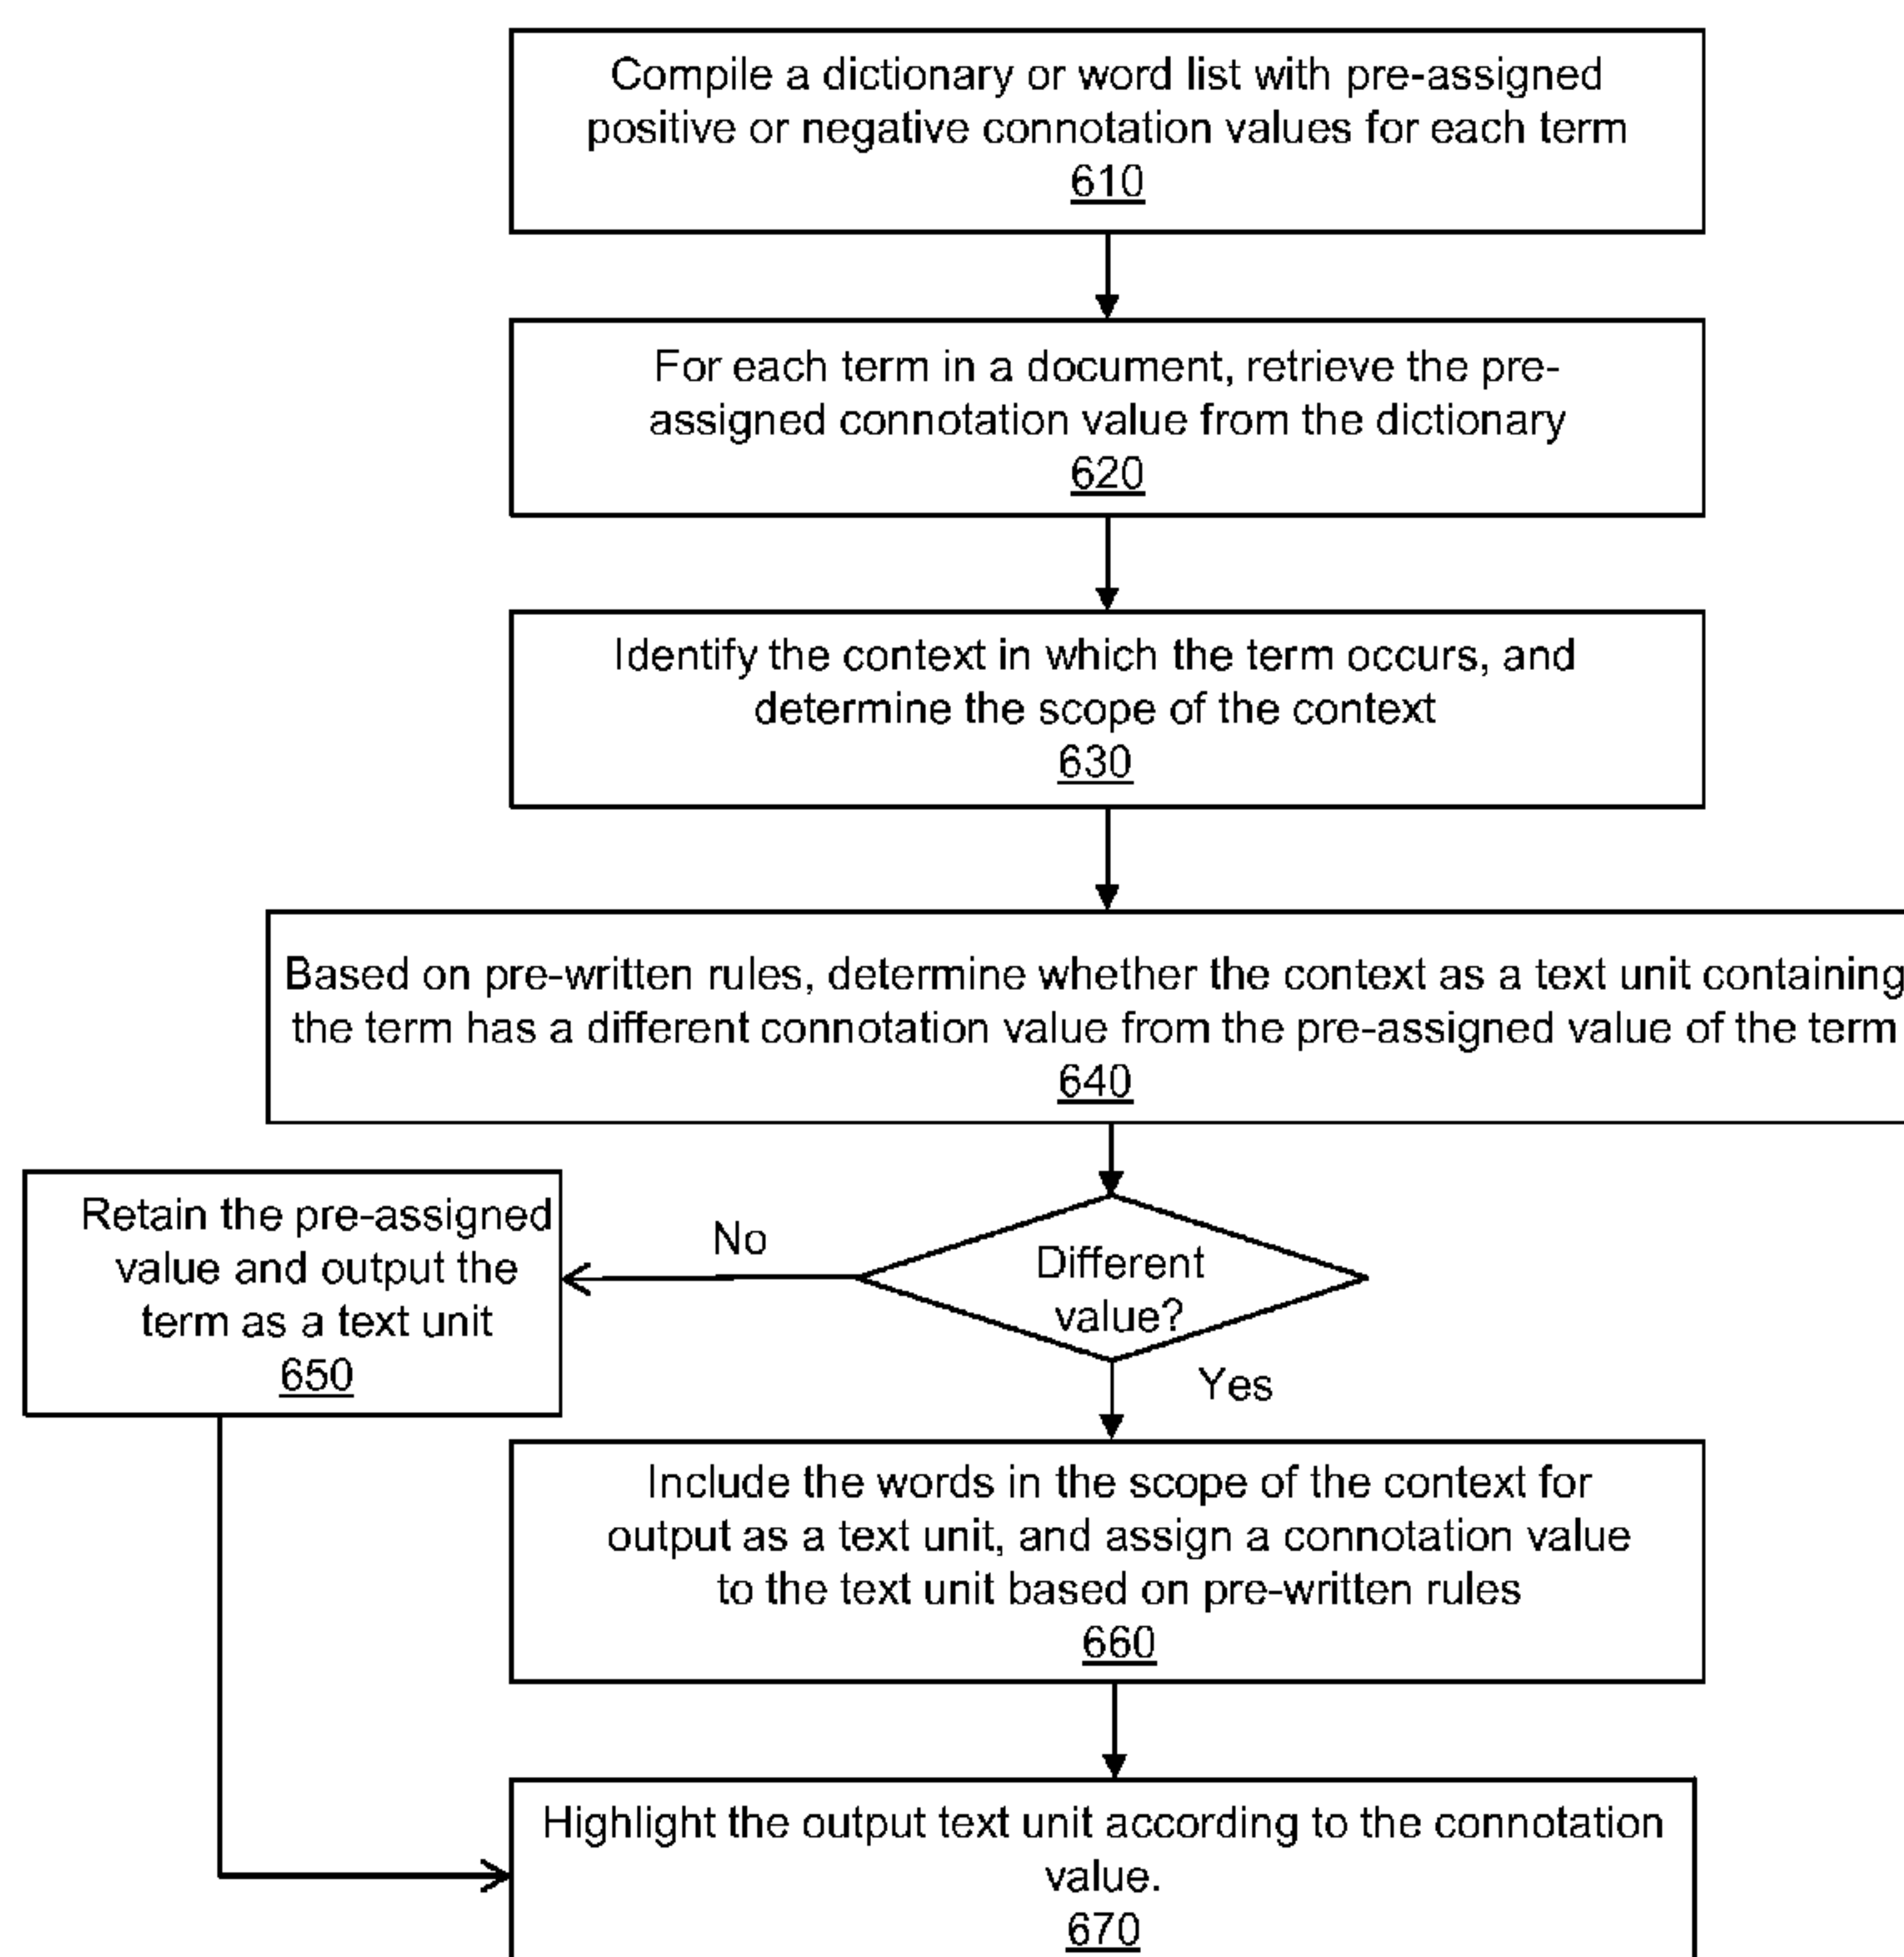 Compile a dictionary or word list with pre-assigned
positive or negative connotation values for each term
610
For each term in a document, retrieve the pre-
assigned connotation value from the dictionary
620
Identify the context in which the term occurs, and
determine the scope of the context
630
Based on pre-written rules, determine whether the context as a text unit containing
the term has a different connotation value from the pre-assigned value of the term
640
Different
value?
No
Retain the pre-assigned
value and output the
term as a text unit
650
Yes
Include the words in the scope of the context for
output as a text unit, and assign a connotation value
to the text unit based on pre-written rules
660
Highlight the output text unit according to the connotation
value.
670